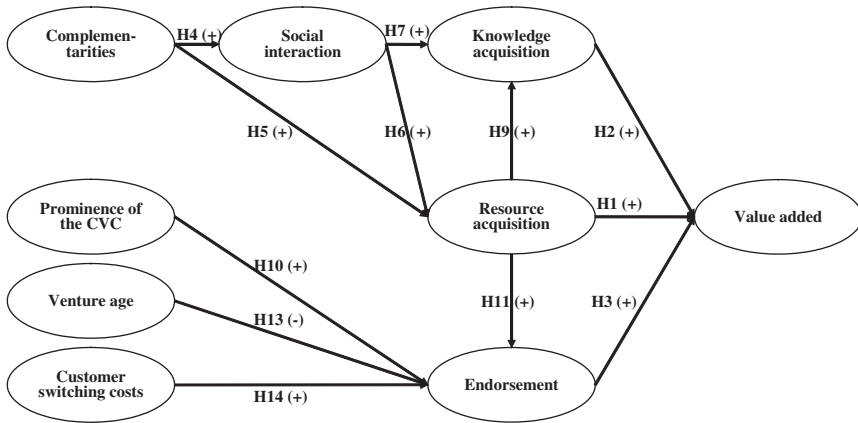 Complemen-
tarities
H4 (+)
Social
interaction
H7 (+)
Knowledge
acquisition
H5 (+)
H6 (+)
H9 (+)
H2 (+)
Prominence of
the CVC
Resource
acquisition
H1 (+)
Value added
H10 (+)
Venture age
H13 (-)
H11 (+)
H3 (+)
Customer
switching costs
H14 (+)
Endorsement